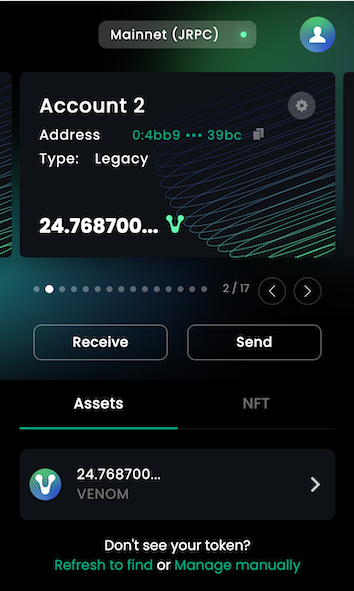 Mainnet (JRPC)
Account 2
Address 0:4bb9 ••• 39bc
Type: Legacy
24.768700...
2 / 17
Receive Send
Assets NFT
24.768700...
VENOM
Don't see your token?
Refresh to find or Manage manually